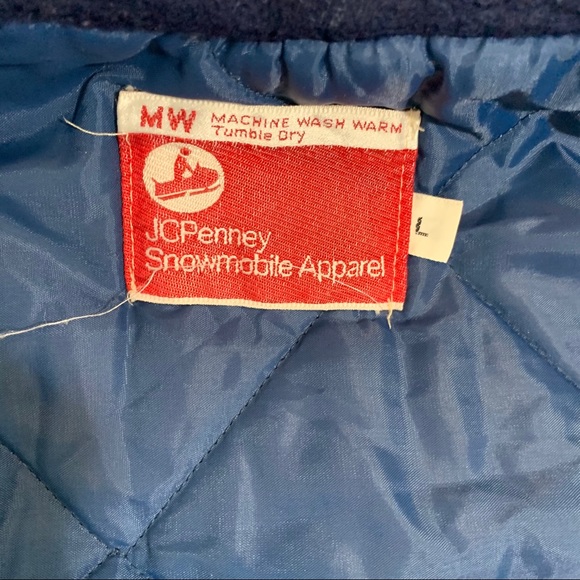 MW MACHINE WASH WARM
Tumble Dry
JCPenney
Snowmobile Apparel